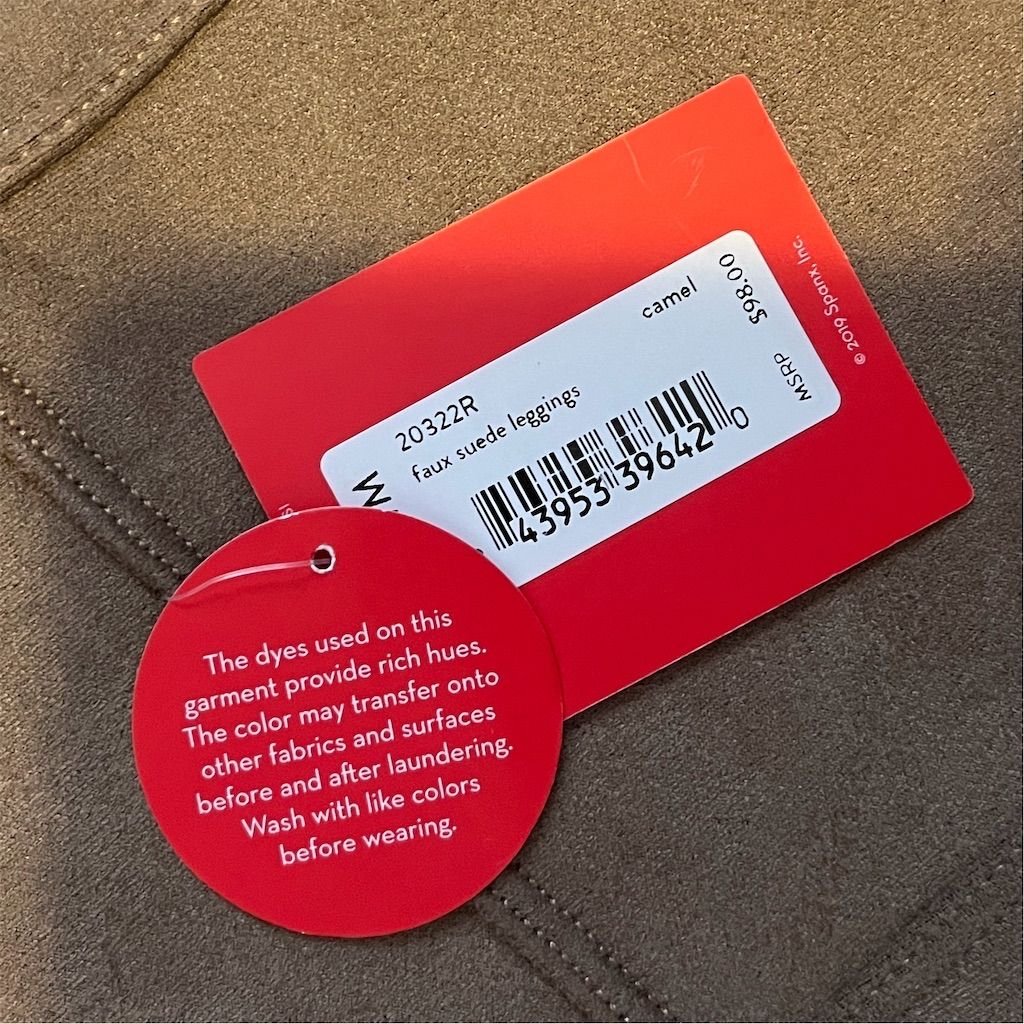 © 2019 Spanx, Inc.
20322R
camel
faux suede leggings
M
$98.00
MSRP
43953 39642 0
The dyes used on this
garment provide rich hues.
The color may transfer onto
other fabrics and surfaces
before and after laundering.
Wash with like colors
before wearing.